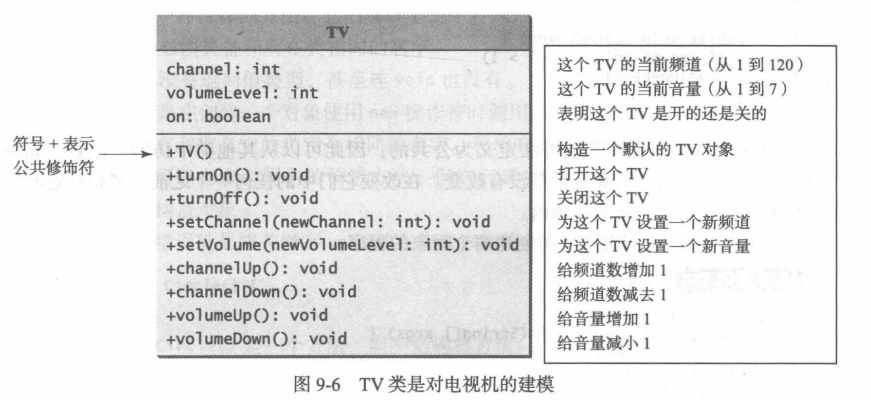 TV
channel: int
volumeLevel: int
on: boolean
+TV()
+turnOn(): void
+turnOff(): void
+setChannel(newChannel: int): void
+setVolume(newVolumeLevel: int): void
+channelUp(): void
+channelDown(): void
+volumeUp(): void
+volumeDown(): void
符号 + 表示
公共修饰符
这个 TV 的当前频道（从 1 到 120）
这个 TV 的当前音量（从 1 到 7）
表明这个 TV 是开的还是关的
构造一个默认的 TV 对象
打开这个 TV
关闭这个 TV
为这个 TV 设置一个新频道
为这个 TV 设置一个新音量
给频道数增加 1
给频道数减去 1
给音量增加 1
给音量减小 1
图 9-6 TV 类是对电视机的建模